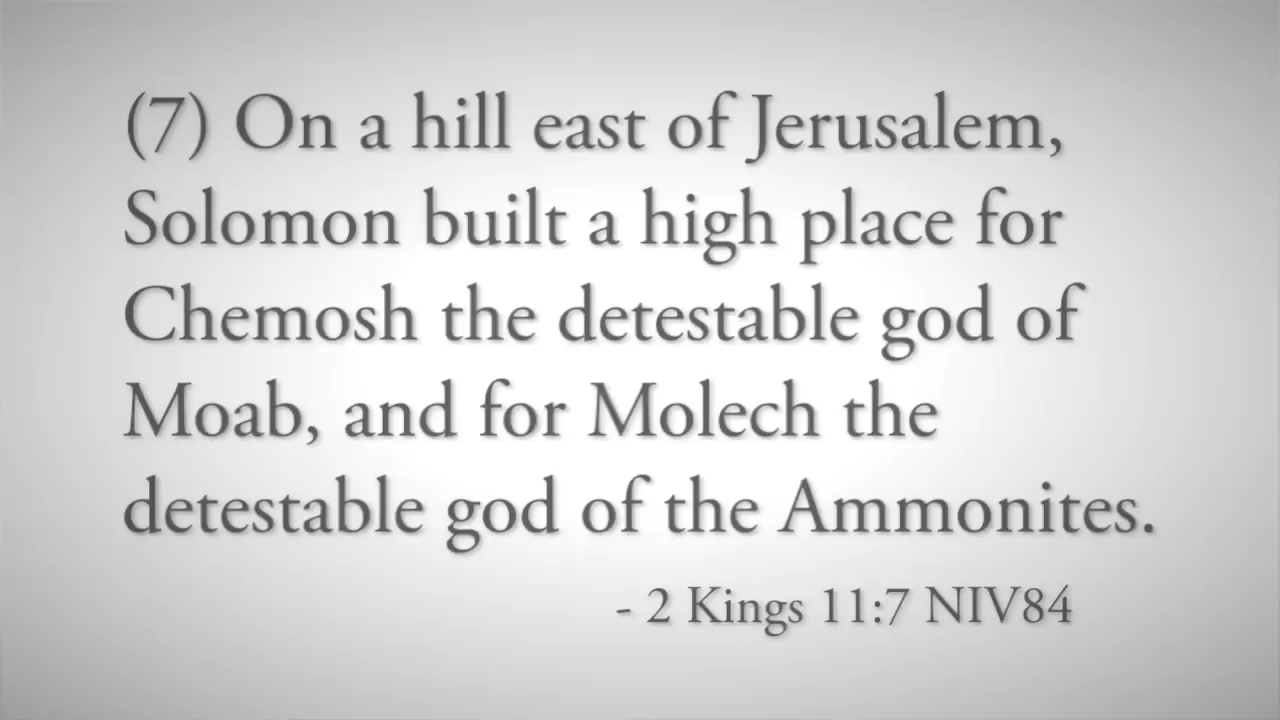 (7) On a hill east of Jerusalem,
Solomon built a high place for
Chemosh the detestable god of
Moab, and for Molech the
detestable god of the Ammonites.
- 2 Kings 11:7 NIV84